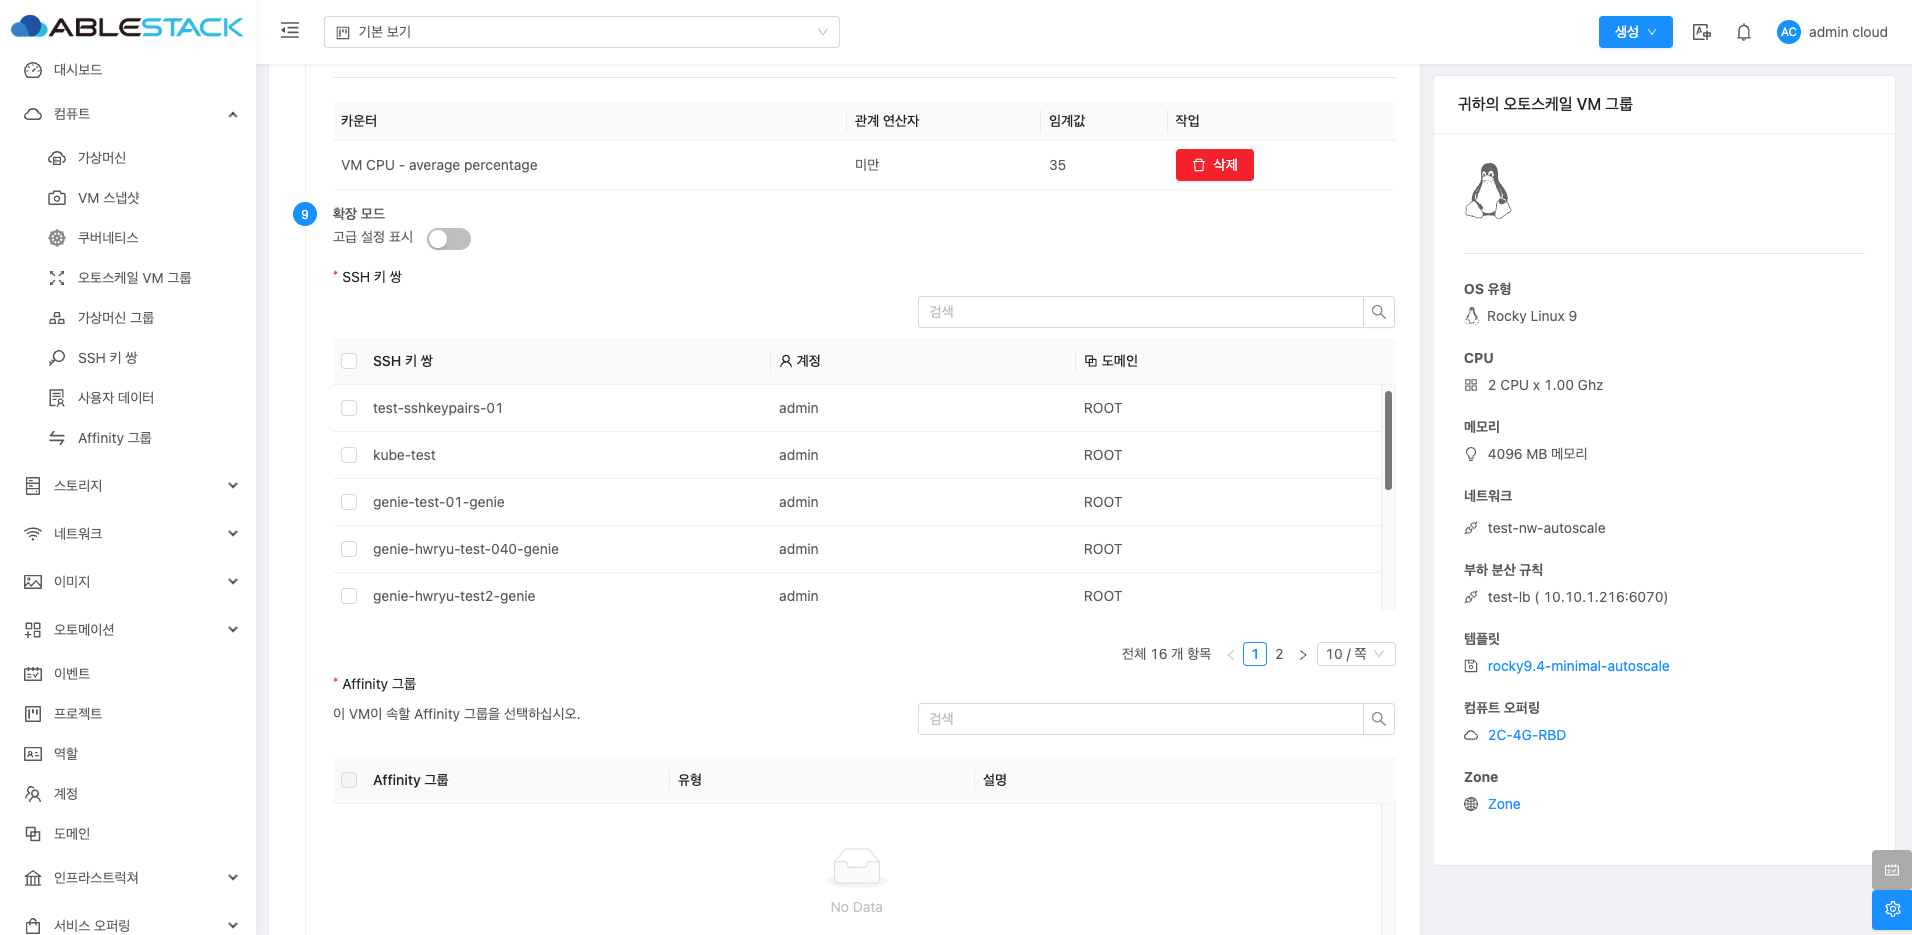 ABLESTACK
기본 보기
생성
AC
admin cloud
대시보드
컴퓨트
가상머신
VM 스냅샷
쿠버네티스
오토스케일 VM 그룹
가상머신 그룹
SSH 키 쌍
사용자 데이터
Affinity 그룹
스토리지
네트워크
이미지
오토메이션
이벤트
프로젝트
역할
계정
도메인
인프라스트럭쳐
서비스 오퍼링
카운터 관계 연산자 임계값 작업
VM CPU - average percentage 미만 35 삭제
9 확장 모드
고급 설정 표시
* SSH 키 쌍
검색
SSH 키 쌍 계정 도메인
test-sshkeypairs-01 admin ROOT
kube-test admin ROOT
genie-test-01-genie admin ROOT
genie-hwryu-test-040-genie admin ROOT
genie-hwryu-test2-genie admin ROOT
전체 16 개 항목 < 1 2 > 10 / 쪽
* Affinity 그룹
이 VM이 속할 Affinity 그룹을 선택하십시오.
검색
Affinity 그룹 유형 설명
No Data
귀하의 오토스케일 VM 그룹
OS 유형
Rocky Linux 9
CPU
2 CPU x 1.00 Ghz
메모리
4096 MB 메모리
네트워크
test-nw-autoscale
부하 분산 규칙
test-lb ( 10.10.1.216:6070)
템플릿
rocky9.4-minimal-autoscale
컴퓨트 오퍼링
2C-4G-RBD
Zone
Zone